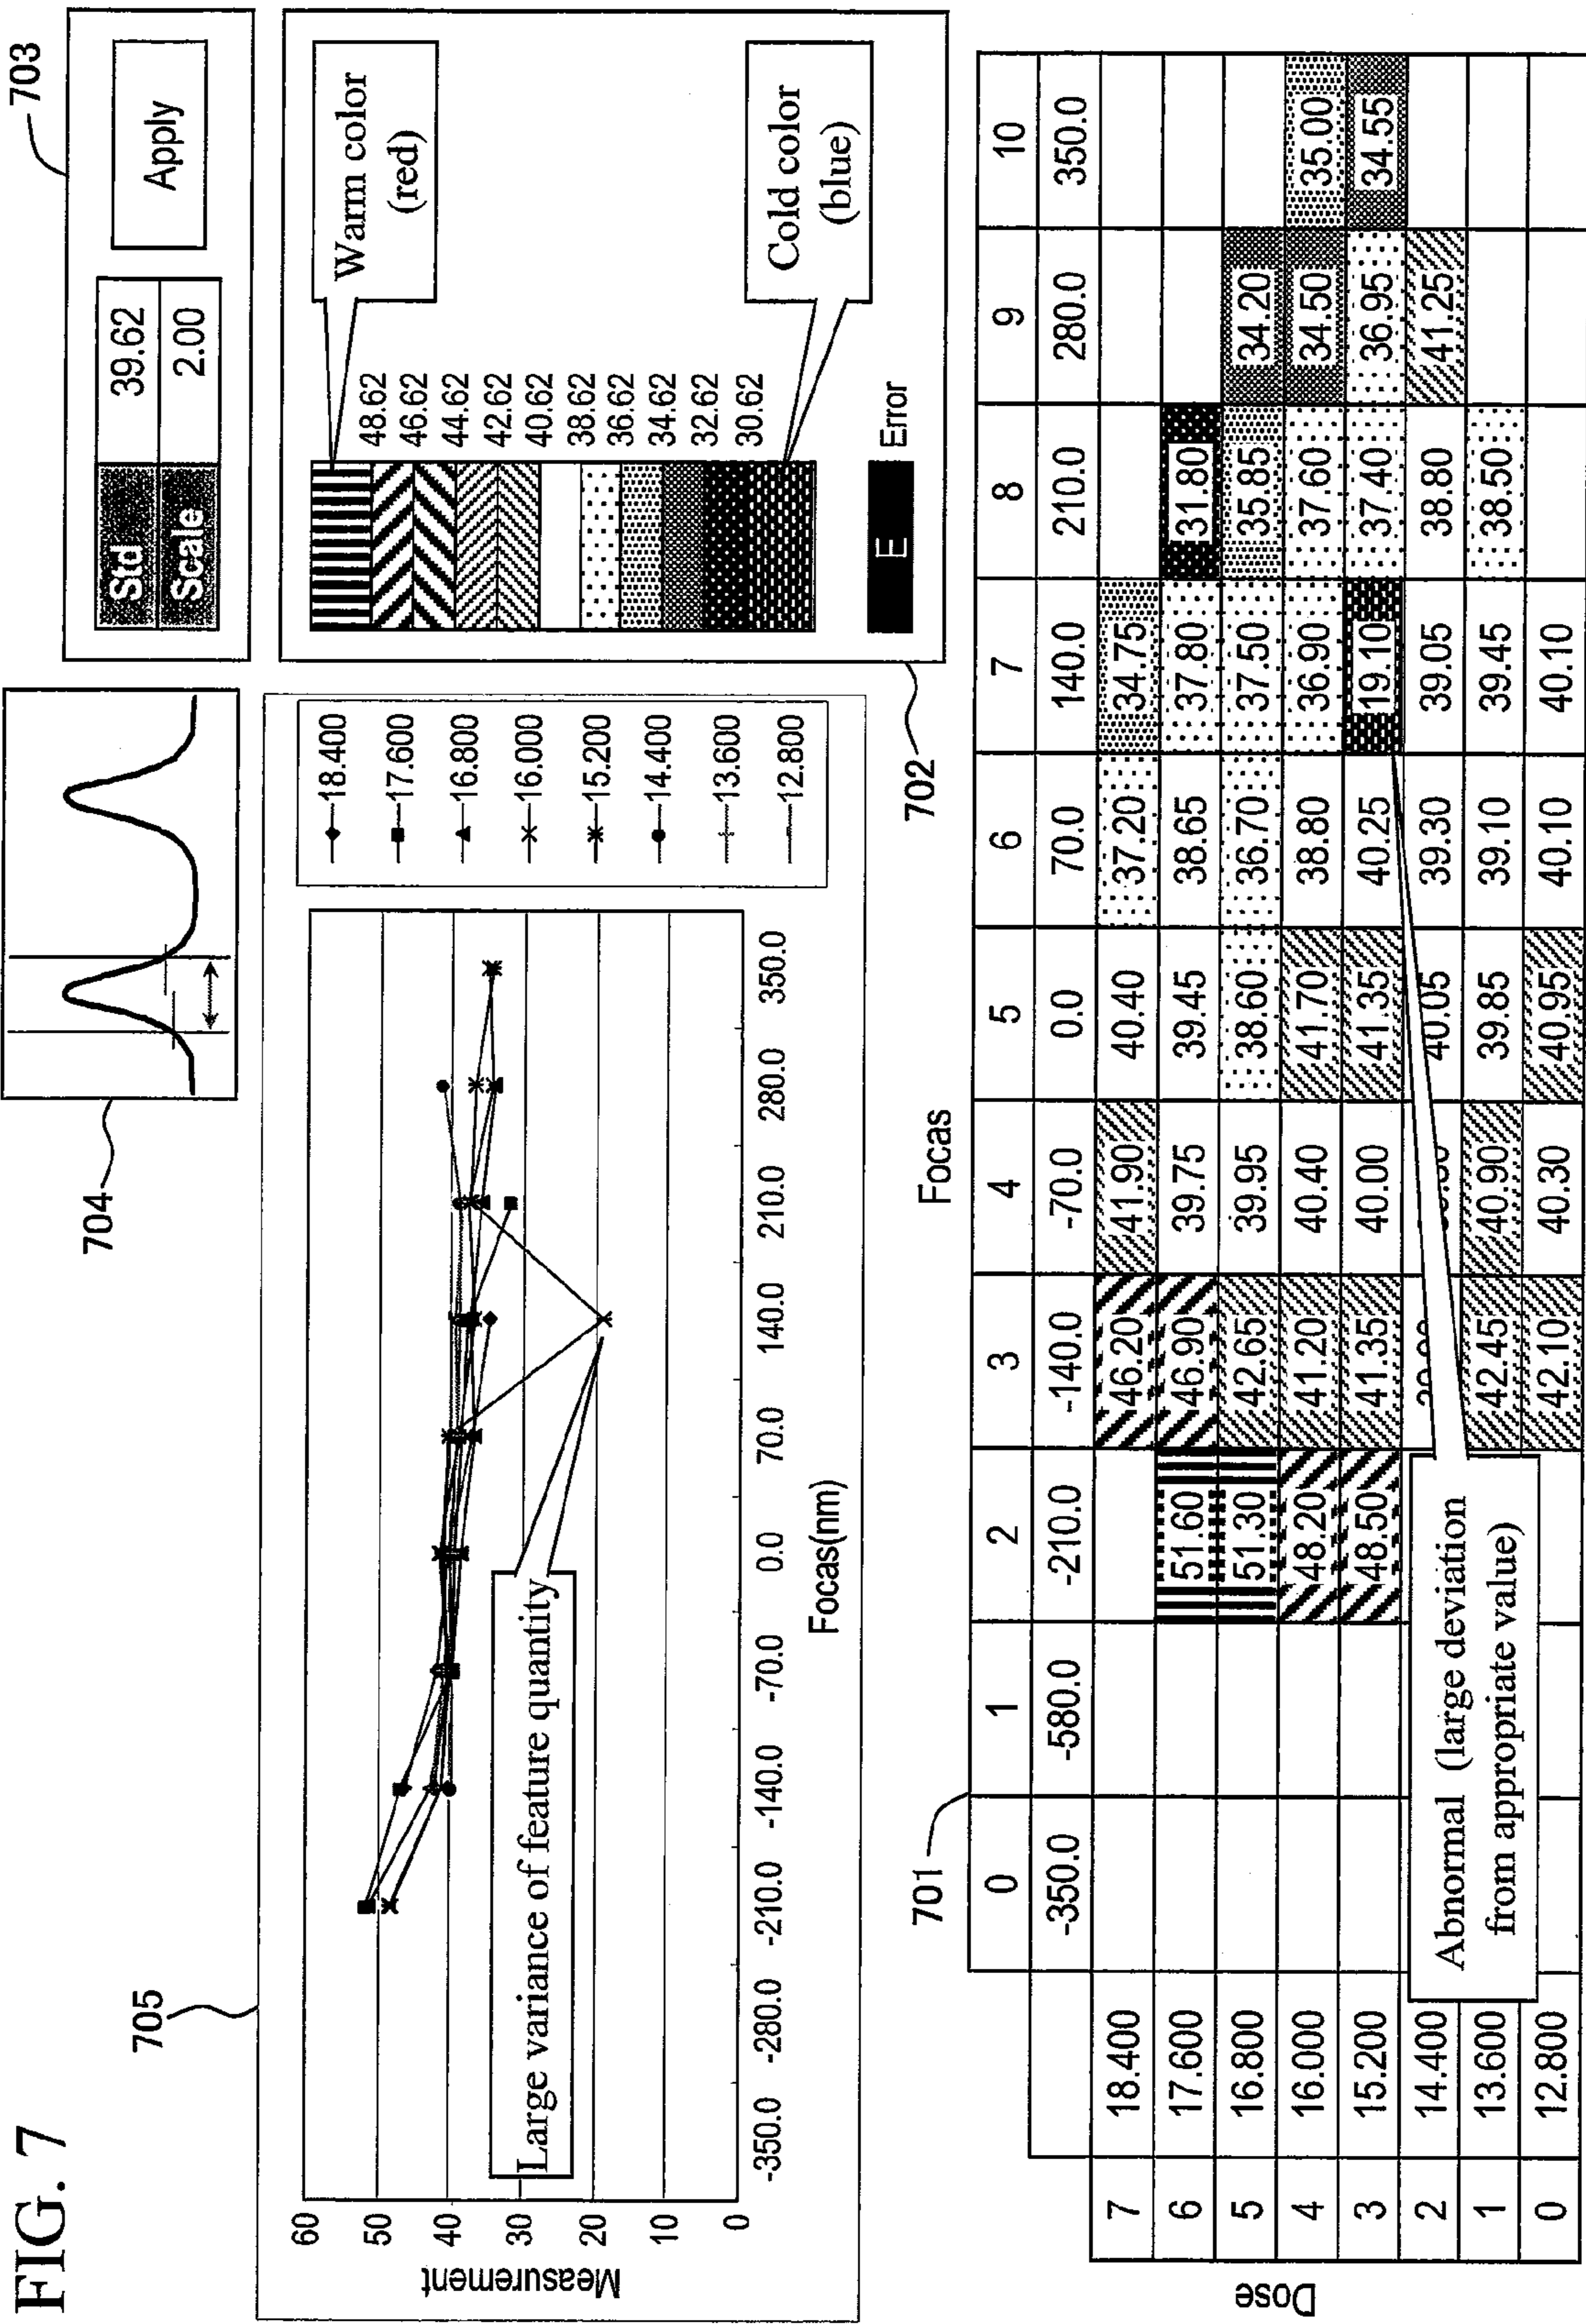 FIG. 7
704
703
Std 39.62
Scale 2.00
Apply
705
Measurement
60
50
40
30
20
0
-350.0 -280.0 -210.0 -140.0 -70.0 0.0 70.0 140.0 210.0 280.0 350.0
Focas(nm)
Large variance of feature quantity
18.400
17.600
16.800
16.000
15.200
14.400
13.600
12.800
702
Warm color
(red)
48.62
46.62
44.62
42.62
40.62
38.62
36.62
34.62
32.62
30.62
Cold color
(blue)
E Error
701
Focas
0 1 2 3 4 5 6 7 8 9 10
-350.0 -580.0 -210.0 -140.0 -70.0 0.0 70.0 140.0 210.0 280.0 350.0
Dose
7 18.400 46.20 41.90 40.40 37.20 34.75
6 17.600 51.60 46.90 39.75 39.45 38.65 37.80 31.80
5 16.800 51.30 42.65 39.95 38.60 36.70 37.50 35.85 34.20
4 16.000 48.20 41.20 40.40 41.70 38.80 36.90 37.60 34.50 35.00
3 15.200 48.50 41.35 40.00 41.35 40.25 19.10 37.40 36.95 34.55
2 14.400 40.05 39.30 39.05 38.80 41.25
1 13.600 42.45 40.90 39.85 39.10 39.45 38.50
0 12.800 42.10 40.30 40.95 40.10 40.10
Abnormal (large deviation
from appropriate value)